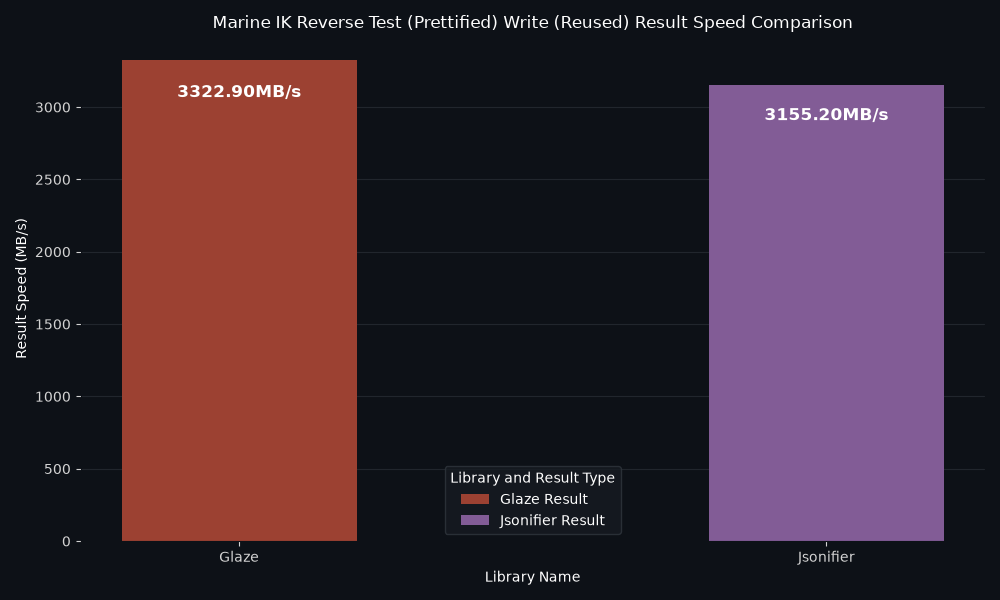 Marine IK Reverse Test (Prettified) Write (Reused) Result Speed Comparison
3322.90MB/s
3155.20MB/s
3000
2500
2000
1500
1000
500
0
Result Speed (MB/s)
Library and Result Type
Glaze Result
Jsonifier Result
Glaze
Jsonifier
Library Name